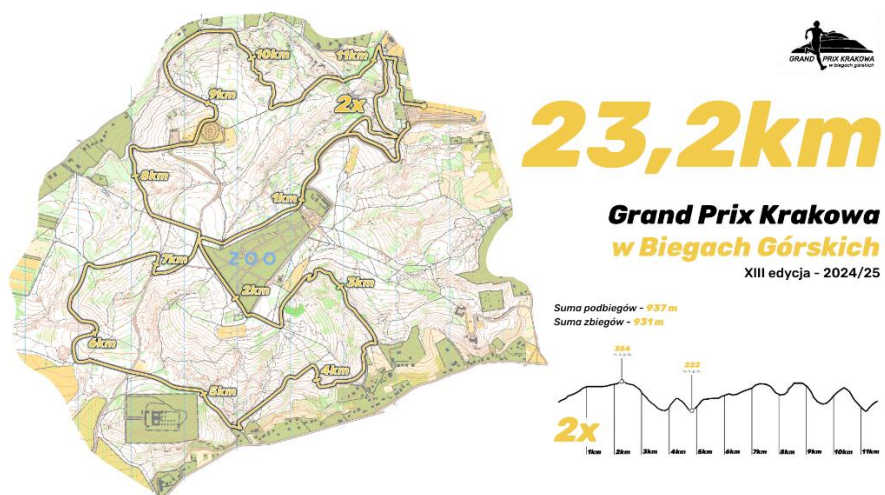 10km
11km
9km
2x
8km
1km
ZOO
7km
2km
3km
6km
4km
5km
GRAND PRIX KRAKOWA
w biegach górskich
23,2km
Grand Prix Krakowa
w Biegach Górskich
XIII edycja - 2024/25
Suma podbiegów - 937 m
Suma zbiegów - 931 m
354
m n.p.m.
222
m n.p.m.
2x
1km 2km 3km 4km 5km 6km 7km 8km 9km 10km 11km